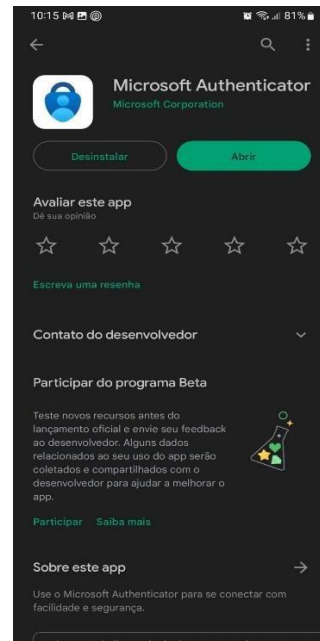 10:15
81%
Microsoft Authenticator
Microsoft Corporation
Desinstalar
Abrir
Avaliar este app
Dê sua opinião
Escreva uma resenha
Contato do desenvolvedor
Participar do programa Beta
Teste novos recursos antes do
lançamento oficial e envie seu feedback
ao desenvolvedor. Alguns dados
relacionados ao seu uso do app serão
coletados e compartilhados com o
desenvolvedor para ajudar a melhorar o
app.
Participar Saiba mais
Sobre este app
Use o Microsoft Authenticator para se conectar com
facilidade e segurança.